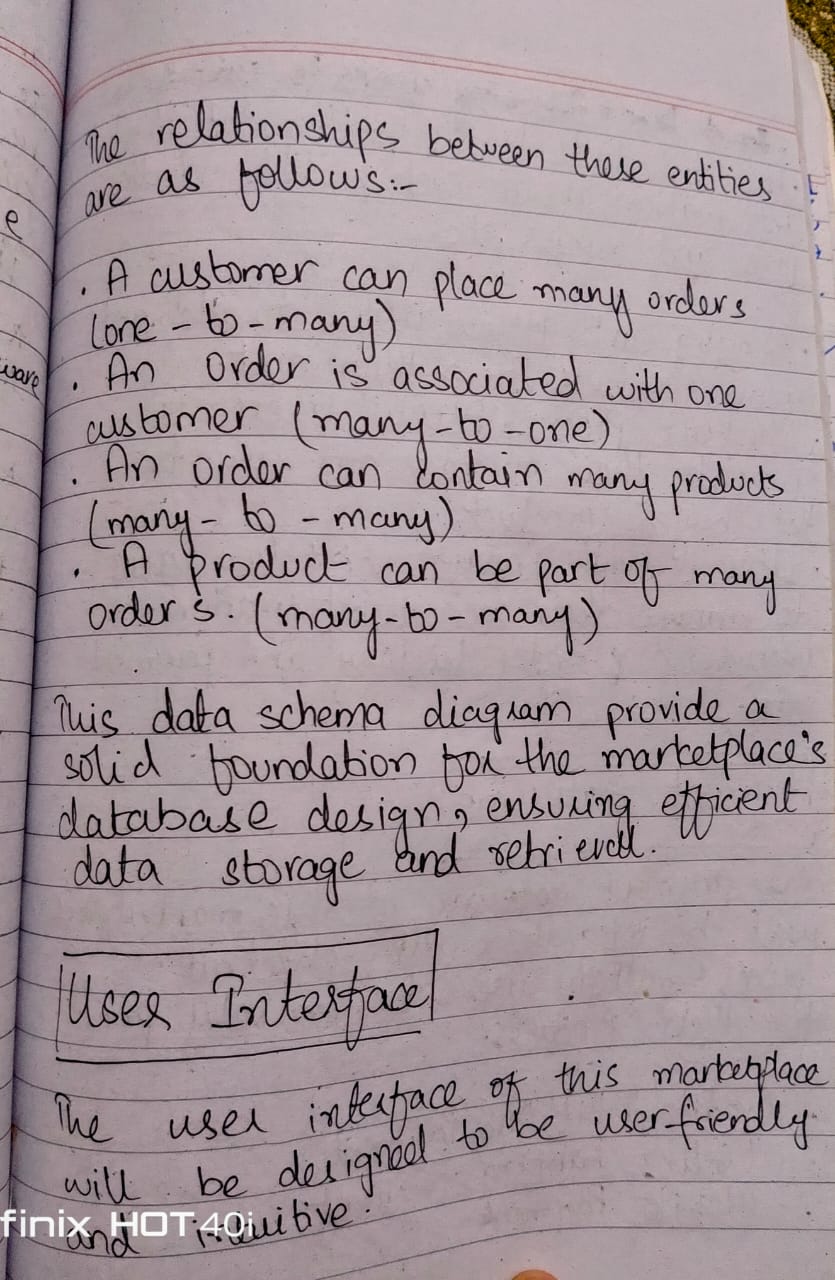 The relationships between these entities
are as follows:-
. A customer can place many orders
(one-to-many)
. An order is associated with one
customer (many-to-one)
. An order can contain many products
(many-to-many)
. A product can be part of many
orders. (many-to-many)
This data schema diagram provide a
solid foundation for the marketplace's
database design, ensuring efficient
data storage and retrieval.
User Interface
The user interface of this marketplace
will be designed to be user-friendly
and intuitive.
e
ware
finix HOT 40i